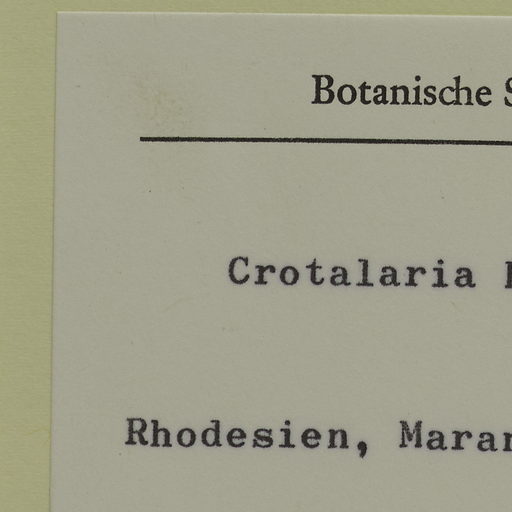 Botanische
Crotalaria
Rhodesien,